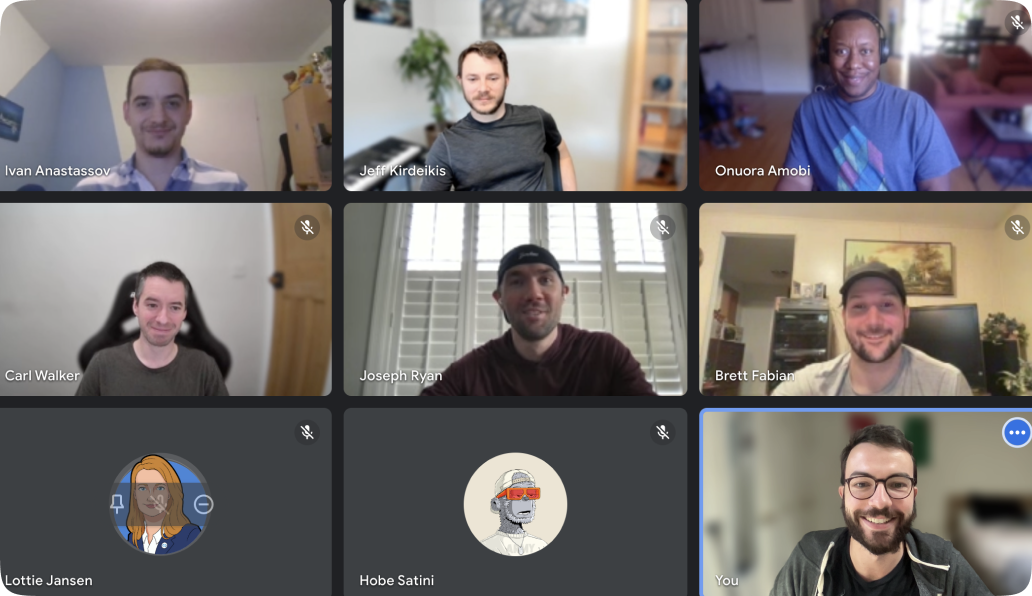 Ivan Anastassov
Jeff Kirdeikis
Onuora Amobi
Carl Walker
Joseph Ryan
Brett Fabian
Lottie Jansen
Hobe Satini
You